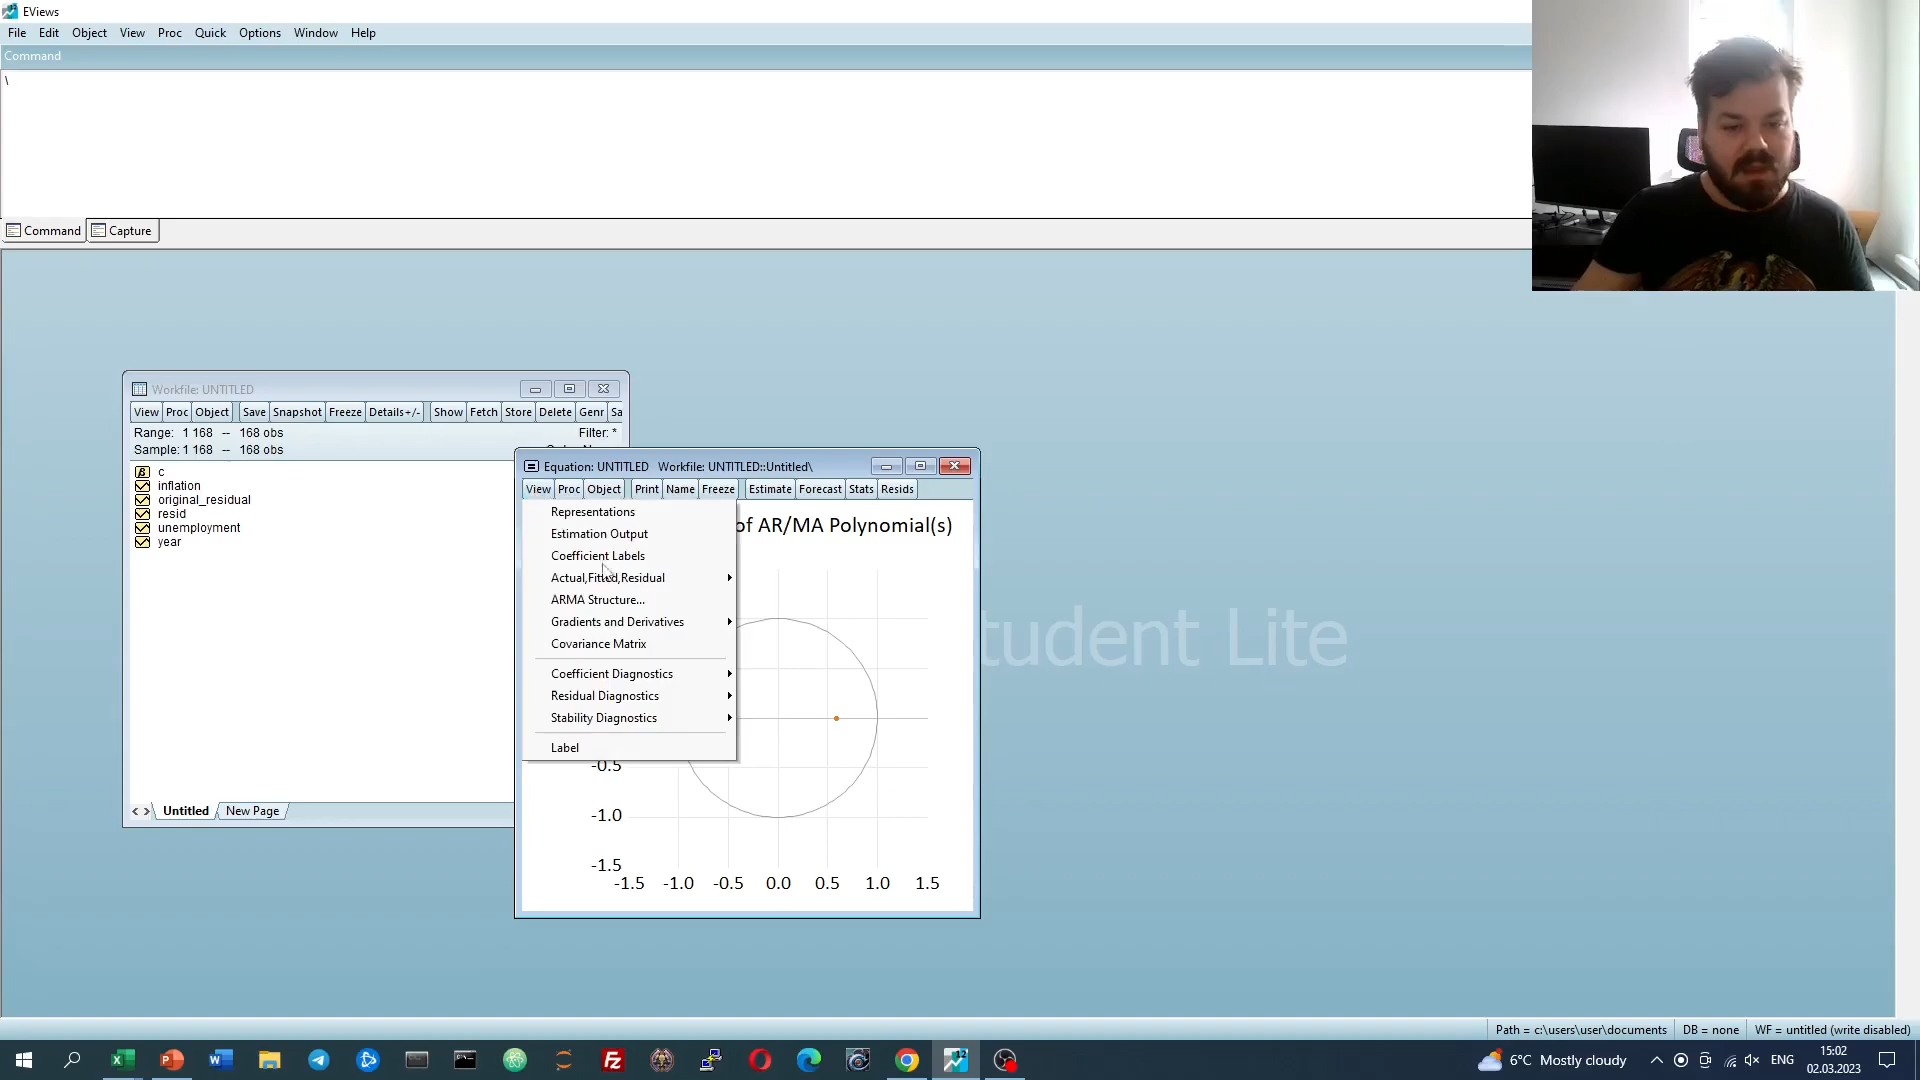 EViews
File Edit Object View Proc Quick Options Window Help
Command
\
Command Capture
Workfile: UNTITLED
View Proc Object Save Snapshot Freeze Details+/- Show Fetch Store Delete Genr Sa
Range: 1 168 -- 168 obs Filter: *
Sample: 1 168 -- 168 obs
c
inflation
original_residual
resid
unemployment
year
< > Untitled New Page
Equation: UNTITLED Workfile: UNTITLED::Untitled\
View Proc Object Print Name Freeze Estimate Forecast Stats Resids
Representations
Estimation Output
Coefficient Labels
Actual,Fitted,Residual
ARMA Structure...
Gradients and Derivatives
Covariance Matrix
Coefficient Diagnostics
Residual Diagnostics
Stability Diagnostics
Label
of AR/MA Polynomial(s)
-0.5
-1.0
-1.5
-1.5 -1.0 -0.5 0.0 0.5 1.0 1.5
tudent Lite
Path = c:\users\user\documents DB = none WF = untitled (write disabled)
12
6°C Mostly cloudy ENG 15:02
02.03.2023